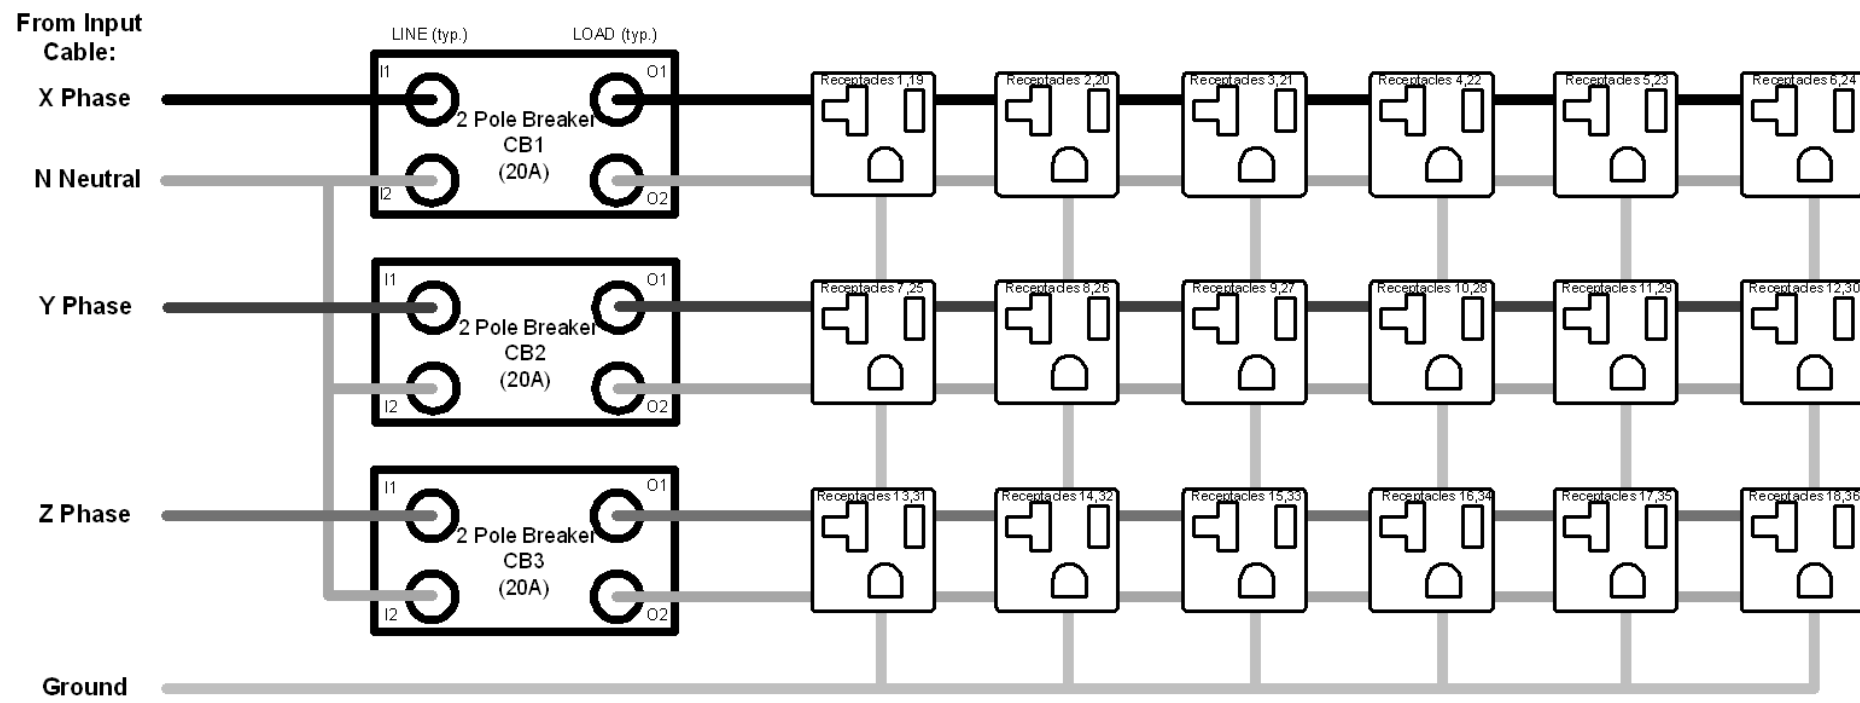 From Input
Cable:
LINE (typ.) LOAD (typ.)
X Phase
I1 O1
2 Pole Breaker
CB1
(20A)
N Neutral
I2 O2
Receptacles 1,19 Receptacles 2,20 Receptacles 3,21 Receptacles 4,22 Receptacles 5,23 Receptacles 6,24
Y Phase
I1 O1
2 Pole Breaker
CB2
(20A)
I2 O2
Receptacles 7,25 Receptacles 8,26 Receptacles 9,27 Receptacles 10,28 Receptacles 11,29 Receptacles 12,30
Z Phase
I1 O1
2 Pole Breaker
CB3
(20A)
I2 O2
Receptacles 13,31 Receptacles 14,32 Receptacles 15,33 Receptacles 16,34 Receptacles 17,35 Receptacles 18,36
Ground